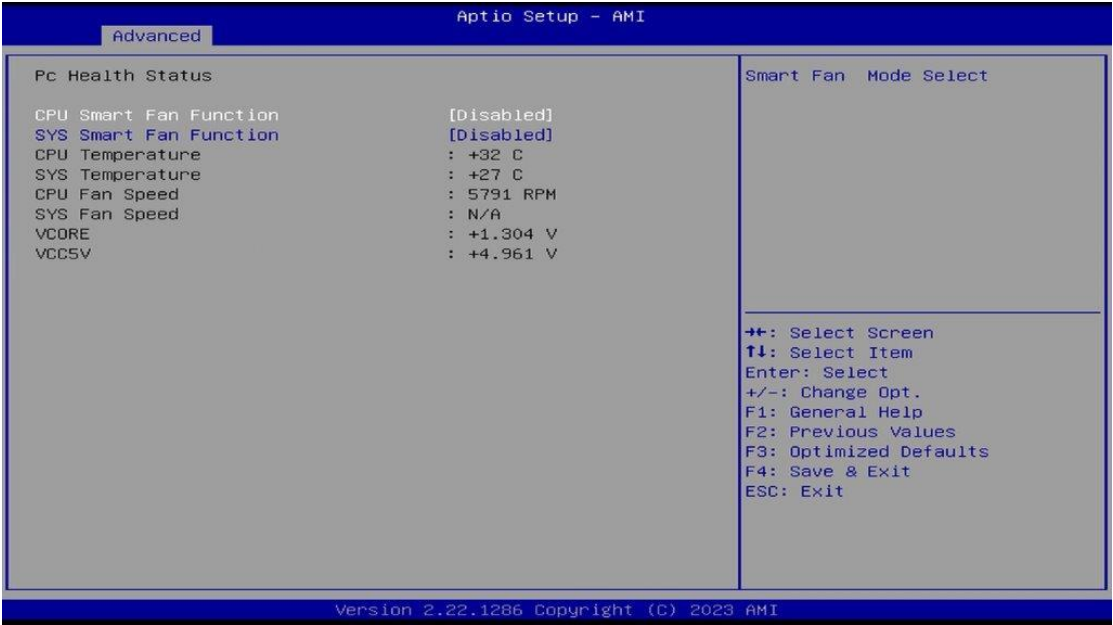 Aptio Setup - AMI
Advanced
Pc Health Status
CPU Smart Fan Function [Disabled]
SYS Smart Fan Function [Disabled]
CPU Temperature : +32 C
SYS Temperature : +27 C
CPU Fan Speed : 5791 RPM
SYS Fan Speed : N/A
VCORE : +1.304 V
VCC5V : +4.961 V
Smart Fan Mode Select
→←: Select Screen
↑↓: Select Item
Enter: Select
+/-: Change Opt.
F1: General Help
F2: Previous Values
F3: Optimized Defaults
F4: Save & Exit
ESC: Exit
Version 2.22.1286 Copyright (C) 2023 AMI